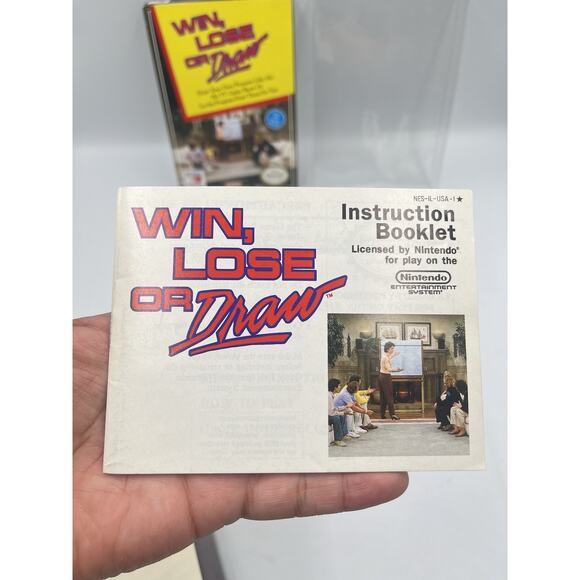 WIN,
LOSE
OR Draw
WIN,
LOSE
OR Draw™
NES-IL-USA-1★
Instruction
Booklet
Licensed by Nintendo®
for play on the
Nintendo
ENTERTAINMENT
SYSTEM®